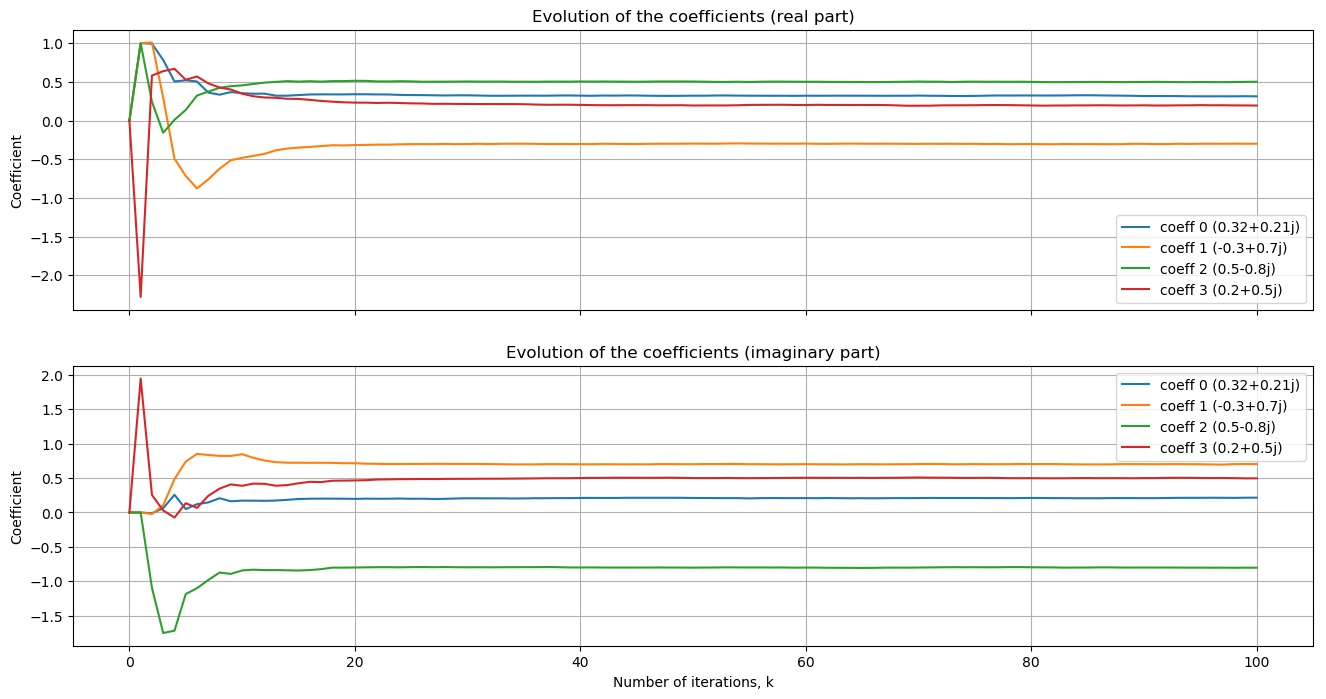 Evolution of the coefficients (real part)
1.0
0.5
0.0
−0.5
−1.0
−1.5
−2.0
Coefficient
coeff 0 (0.32+0.21j)
coeff 1 (-0.3+0.7j)
coeff 2 (0.5-0.8j)
coeff 3 (0.2+0.5j)
Evolution of the coefficients (imaginary part)
2.0
1.5
1.0
0.5
0.0
−0.5
−1.0
−1.5
Coefficient
coeff 0 (0.32+0.21j)
coeff 1 (-0.3+0.7j)
coeff 2 (0.5-0.8j)
coeff 3 (0.2+0.5j)
0 20 40 60 80 100
Number of iterations, k